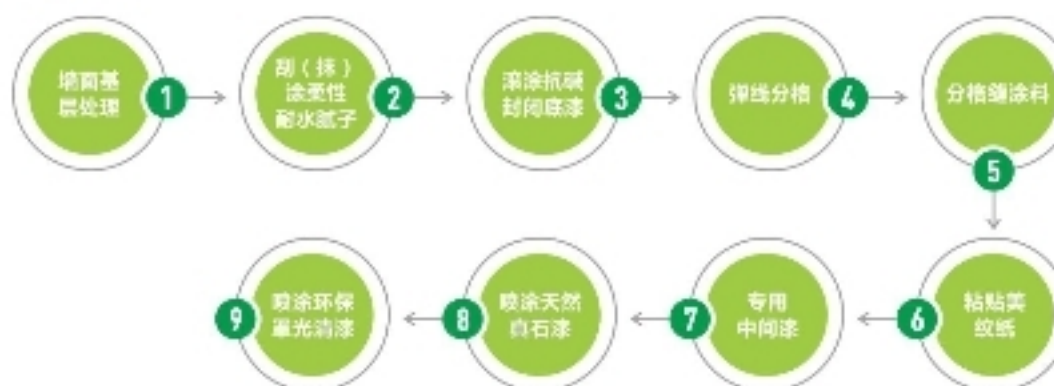 墙面基
层处理
1
刮（抹）
涂柔性
耐水腻子
2
滚涂抗碱
封闭底漆
3
弹线分格
4
分格缝涂料
5
粘贴美
纹纸
6
专用
中间漆
7
喷涂天然
真石漆
8
喷涂环保
罩光清漆
9